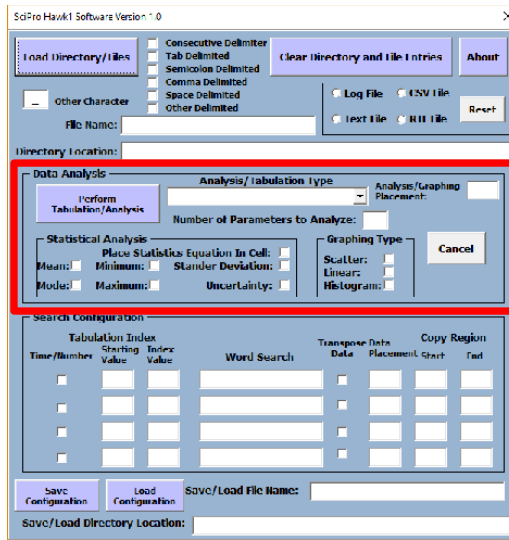 SciPro Hawk1 Software Version 1.0
Load Directory/Files
Consecutive Delimiter
Tab Delimited
Semicolon Delimited
Comma Delimited
Space Delimited
Other Delimited
Clear Directory and File Entries
About
_ Other Character
Log File CSV File
Text File RTF File
Reset
File Name:
Directory Location:
Data Analysis
Perform
Tabulation/Analysis
Analysis/Tabulation Type
Analysis/Graphing
Placement:
Number of Parameters to Analyze:
Statistical Analysis
Place Statistics Equation In Cell:
Mean: Minimum: Stander Deviation:
Mode: Maximum: Uncertainty:
Graphing Type
Scatter:
Linear:
Histogram:
Cancel
Search Configuration
Tabulation Index
Time/Number
Starting
Value
Index
Value
Word Search
Transpose
Data
Data
Placement
Copy Region
Start End
Save
Configuration
Load
Configuration
Save/Load File Name:
Save/Load Directory Location: